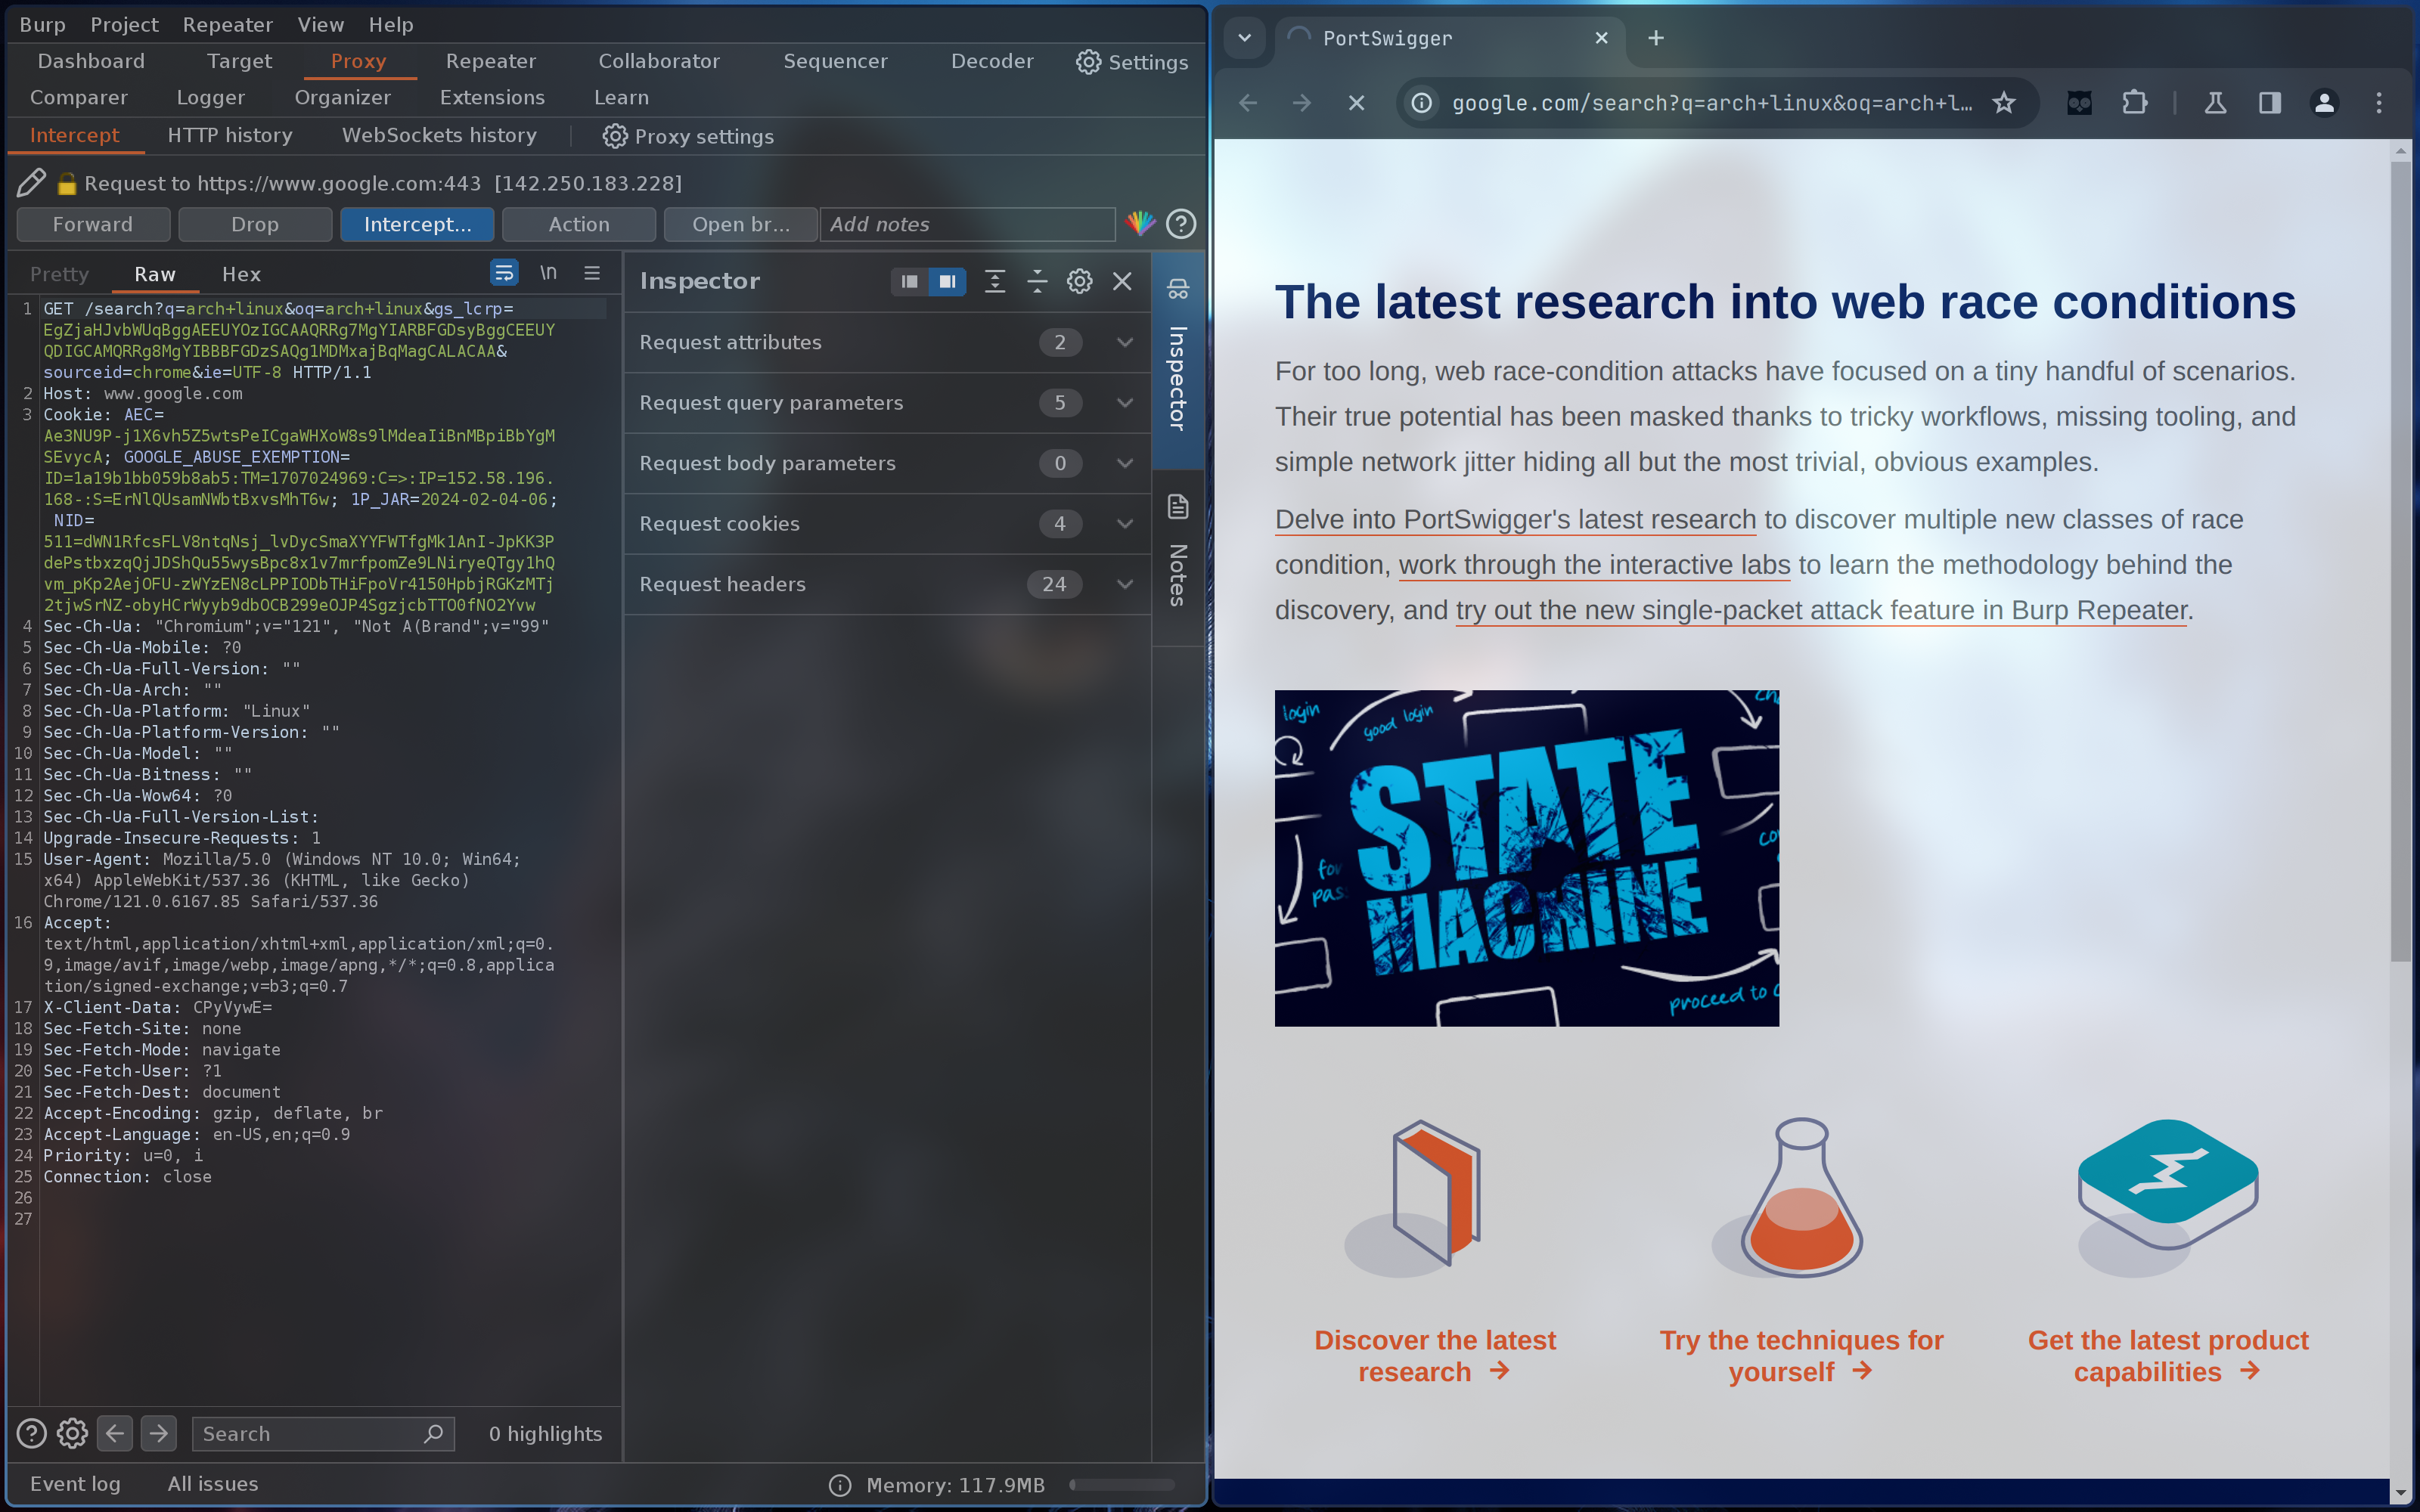 Burp Project Repeater View Help
Dashboard Target Proxy Repeater Collaborator Sequencer Decoder Settings
Comparer Logger Organizer Extensions Learn
Intercept HTTP history WebSockets history Proxy settings
Request to https://www.google.com:443 [142.250.183.228]
Forward Drop Intercept... Action Open br... Add notes
Pretty Raw Hex \n
1 GET /search?q=arch+linux&oq=arch+linux&gs_lcrp=
EgZjaHJvbWUqBggAEEUYOzIGCAAQRRg7MgYIARBFGDsyBggCEEUY
QDIGCAMQRRg8MgYIBBBFGDzSAQg1MDMxajBqMagCALACAA&
sourceid=chrome&ie=UTF-8 HTTP/1.1
2 Host: www.google.com
3 Cookie: AEC=
Ae3NU9P-j1X6vh5Z5wtsPeICgaWHXoW8s9lMdeaIiBnMBpiBbYgM
SEvycA; GOOGLE_ABUSE_EXEMPTION=
ID=1a19b1bb059b8ab5:TM=1707024969:C=>:IP=152.58.196.
168-:S=ErNlQUsamNWbtBxvsMhT6w; 1P_JAR=2024-02-04-06;
NID=
511=dWN1RfcsFLV8ntqNsj_lvDycSmaXYYFWTfgMk1AnI-JpKK3P
dePstbxzqQjJDShQu55wysBpc8x1v7mrfpomZe9LNiryeQTgy1hQ
vm_pKp2AejOFU-zWYzEN8cLPPIODbTHiFpoVr4150HpbjRGKzMTj
2tjwSrNZ-obyHCrWyyb9dbOCB299eOJP4SgzjcbTTO0fNO2Yvw
4 Sec-Ch-Ua: "Chromium";v="121", "Not A(Brand";v="99"
5 Sec-Ch-Ua-Mobile: ?0
6 Sec-Ch-Ua-Full-Version: ""
7 Sec-Ch-Ua-Arch: ""
8 Sec-Ch-Ua-Platform: "Linux"
9 Sec-Ch-Ua-Platform-Version: ""
10 Sec-Ch-Ua-Model: ""
11 Sec-Ch-Ua-Bitness: ""
12 Sec-Ch-Ua-Wow64: ?0
13 Sec-Ch-Ua-Full-Version-List:
14 Upgrade-Insecure-Requests: 1
15 User-Agent: Mozilla/5.0 (Windows NT 10.0; Win64;
x64) AppleWebKit/537.36 (KHTML, like Gecko)
Chrome/121.0.6167.85 Safari/537.36
16 Accept:
text/html,application/xhtml+xml,application/xml;q=0.
9,image/avif,image/webp,image/apng,*/*;q=0.8,applica
tion/signed-exchange;v=b3;q=0.7
17 X-Client-Data: CPyVywE=
18 Sec-Fetch-Site: none
19 Sec-Fetch-Mode: navigate
20 Sec-Fetch-User: ?1
21 Sec-Fetch-Dest: document
22 Accept-Encoding: gzip, deflate, br
23 Accept-Language: en-US,en;q=0.9
24 Priority: u=0, i
25 Connection: close
26
27
Inspector
Request attributes 2
Request query parameters 5
Request body parameters 0
Request cookies 4
Request headers 24
Inspector
Notes
Search 0 highlights
Event log All issues Memory: 117.9MB
PortSwigger
google.com/search?q=arch+linux&oq=arch+l...
The latest research into web race conditions
For too long, web race-condition attacks have focused on a tiny handful of scenarios.
Their true potential has been masked thanks to tricky workflows, missing tooling, and
simple network jitter hiding all but the most trivial, obvious examples.
Delve into PortSwigger's latest research to discover multiple new classes of race
condition, work through the interactive labs to learn the methodology behind the
discovery, and try out the new single-packet attack feature in Burp Repeater.
login
good login
STATE
MACHINE
proceed to
Discover the latest
research →
Try the techniques for
yourself →
Get the latest product
capabilities →